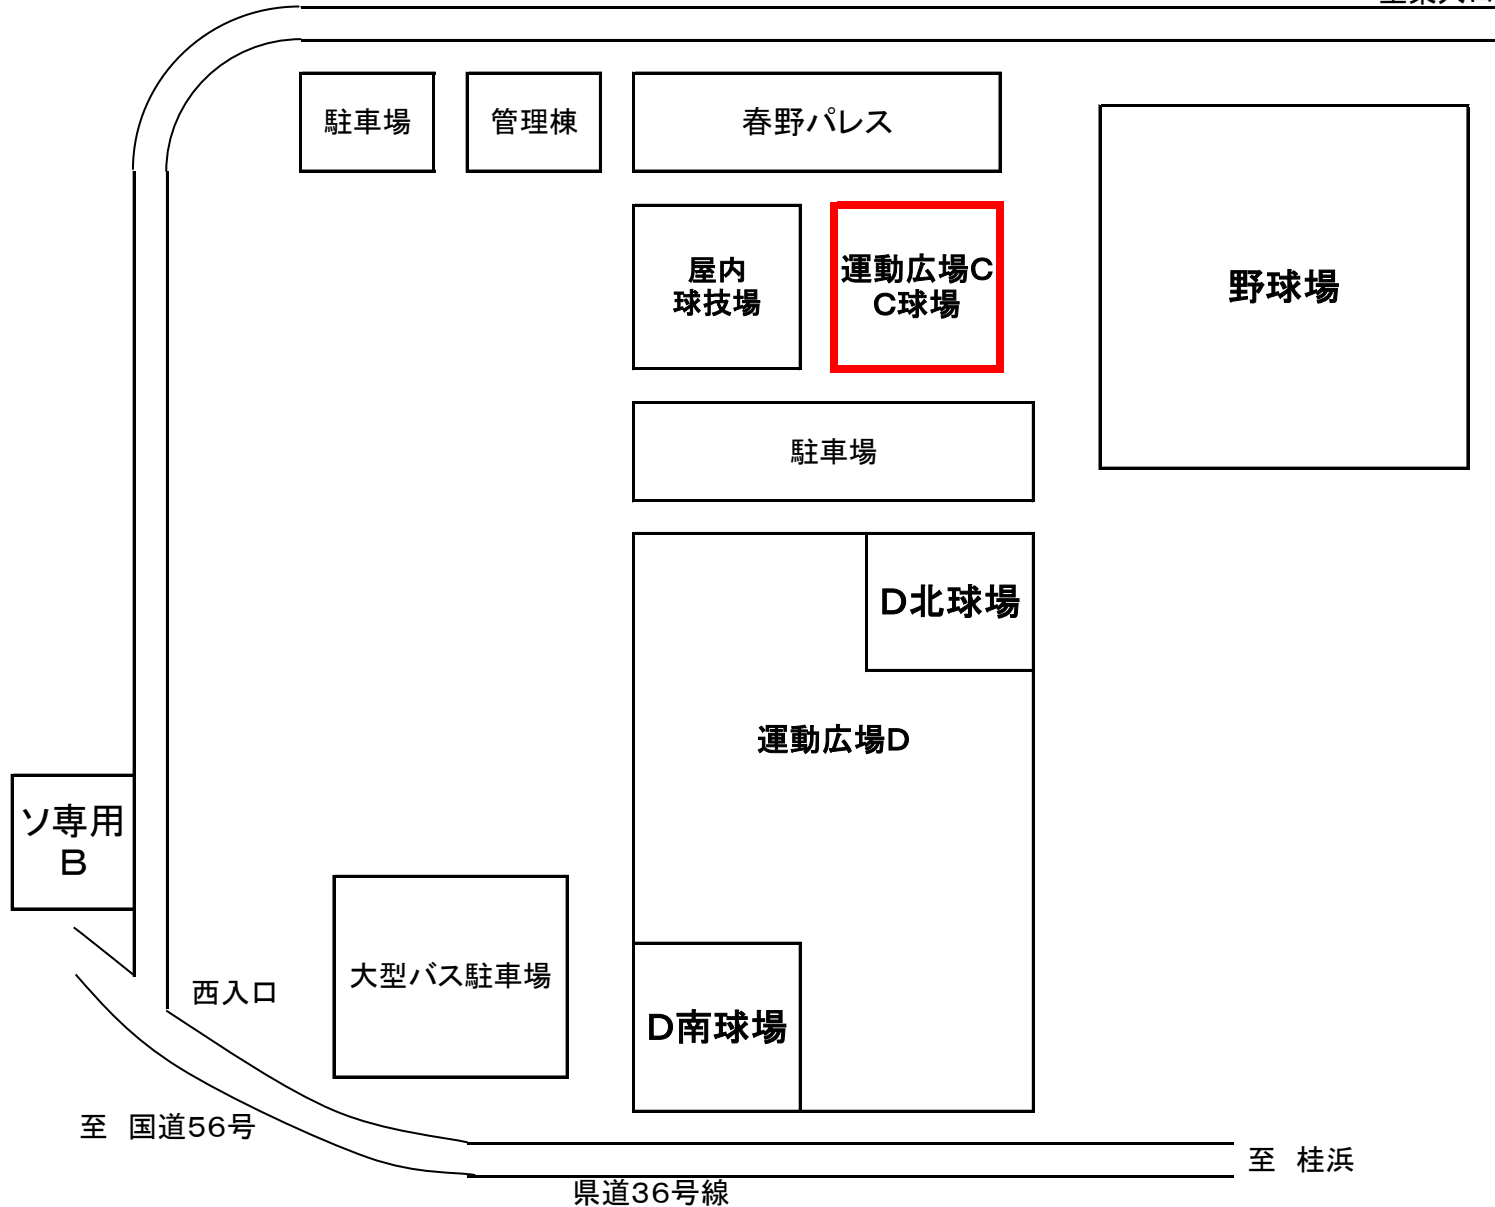 駐車場
管理棟
春野パレス
屋内
球技場
運動広場C
C球場
野球場
駐車場
D北球場
運動広場D
ソ専用
B
西入口
大型バス駐車場
D南球場
至　国道56号
至　桂浜
県道36号線